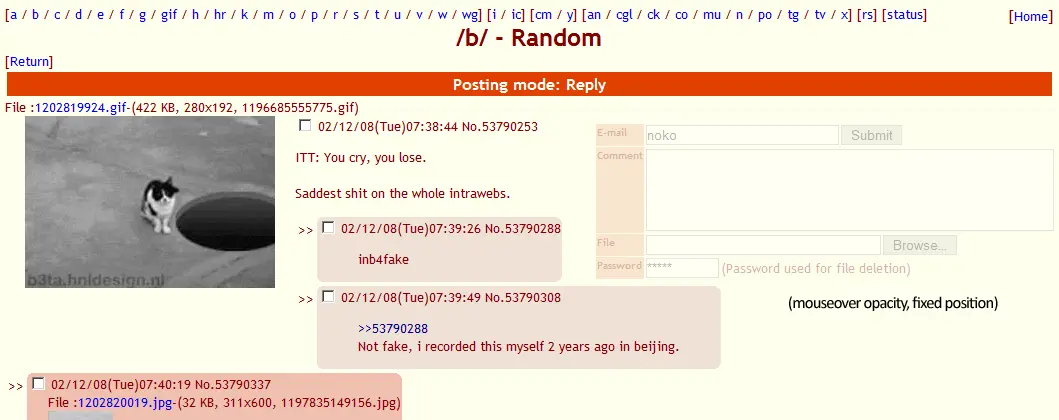 [a / b / c / d / e / f / g / gif / h / hr / k / m / o / p / r / s / t / u / v / w / wg] [i / ic] [cm / y] [an / cgl / ck / co / mu / n / po / tg / tv / x] [rs] [status] [Home]
/b/ - Random
[Return]
Posting mode: Reply
File :1202819924.gif-(422 KB, 280x192, 1196685555775.gif)
02/12/08(Tue)07:38:44 No.53790253
ITT: You cry, you lose.
Saddest shit on the whole intrawebs.
b3ta.hnldesign.nl
E-mail noko Submit
Comment
File Browse...
Password ***** (Password used for file deletion)
(mouseover opacity, fixed position)
>> 02/12/08(Tue)07:39:26 No.53790288
inb4fake
>> 02/12/08(Tue)07:39:49 No.53790308
>>53790288
Not fake, i recorded this myself 2 years ago in beijing.
>> 02/12/08(Tue)07:40:19 No.53790337
File :1202820019.jpg-(32 KB, 311x600, 1197835149156.jpg)